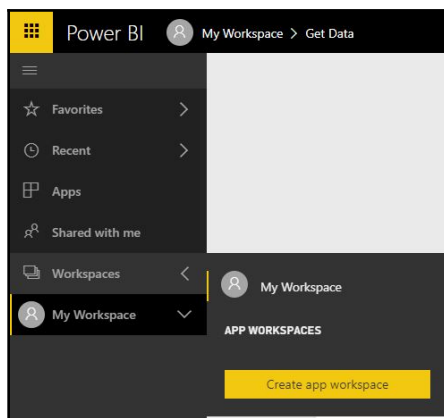 Power BI My Workspace > Get Data
Favorites
Recent
Apps
Shared with me
Workspaces
My Workspace
My Workspace
APP WORKSPACES
Create app workspace